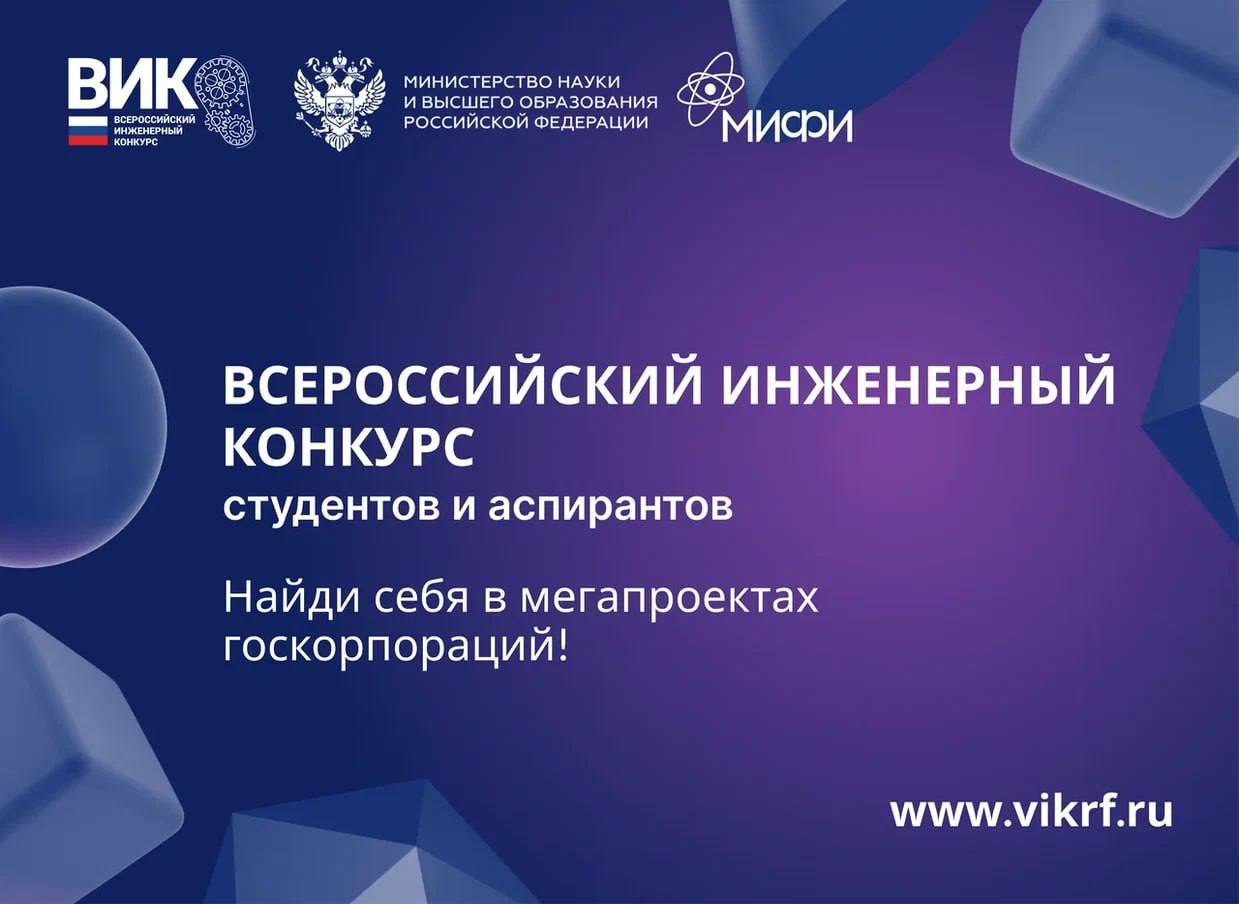 ВИК
ВСЕРОССИЙСКИЙ
ИНЖЕНЕРНЫЙ
КОНКУРС
МИНИСТЕРСТВО НАУКИ
И ВЫСШЕГО ОБРАЗОВАНИЯ
РОССИЙСКОЙ ФЕДЕРАЦИИ
МИФИ
ВСЕРОССИЙСКИЙ ИНЖЕНЕРНЫЙ
КОНКУРС
студентов и аспирантов
Найди себя в мегапроектах
госкорпораций!
www.vikrf.ru